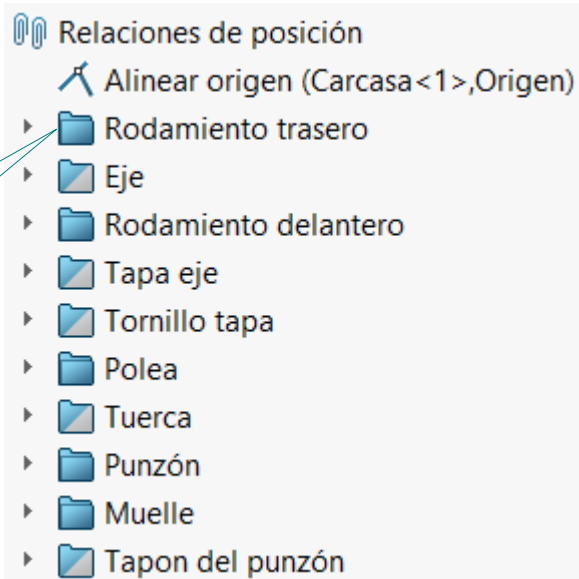 Relaciones de posición
Alinear origen (Carcasa<1>,Origen)
Rodamiento trasero
Eje
Rodamiento delantero
Tapa eje
Tornillo tapa
Polea
Tuerca
Punzón
Muelle
Tapon del punzón